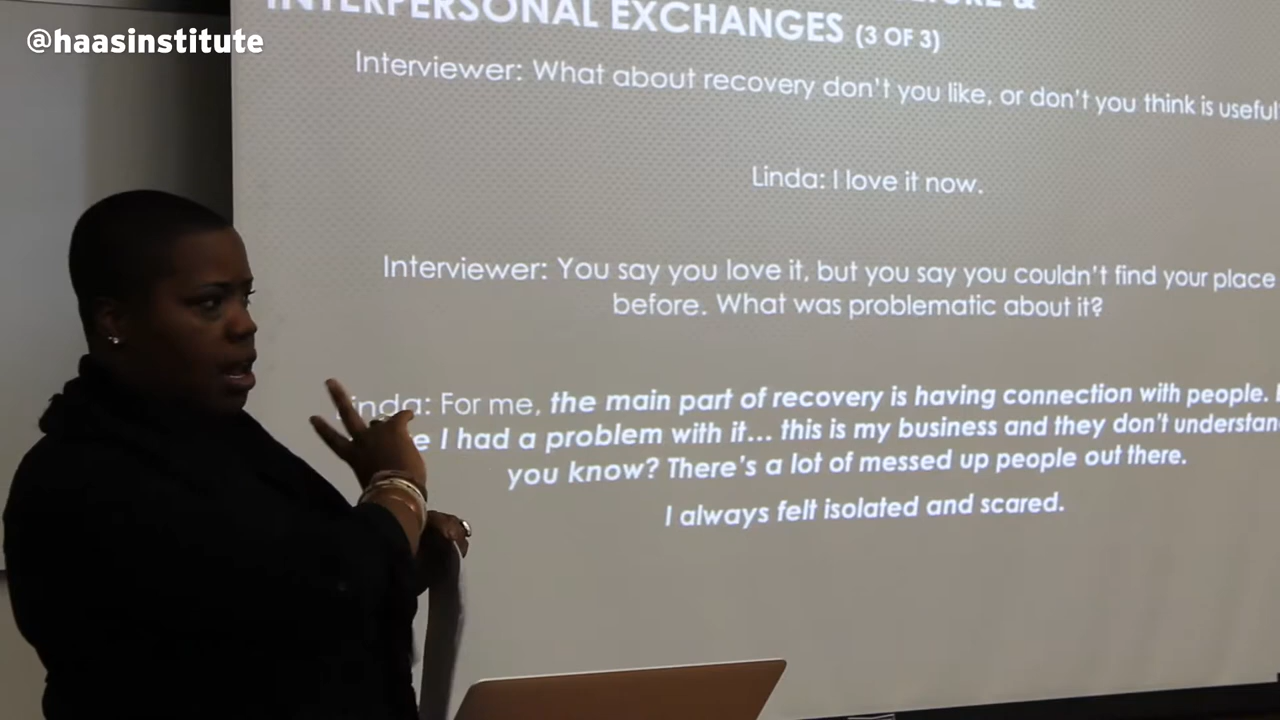 @haasinstitute
INTERPERSONAL EXCHANGES (3 OF 3)
Interviewer: What about recovery don't you like, or don't you think is useful
Linda: I love it now.
Interviewer: You say you love it, but you say you couldn't find your place
before. What was problematic about it?
Linda: For me, the main part of recovery is having connection with people.
I had a problem with it... this is my business and they don't understan
you know? There's a lot of messed up people out there.
I always felt isolated and scared.